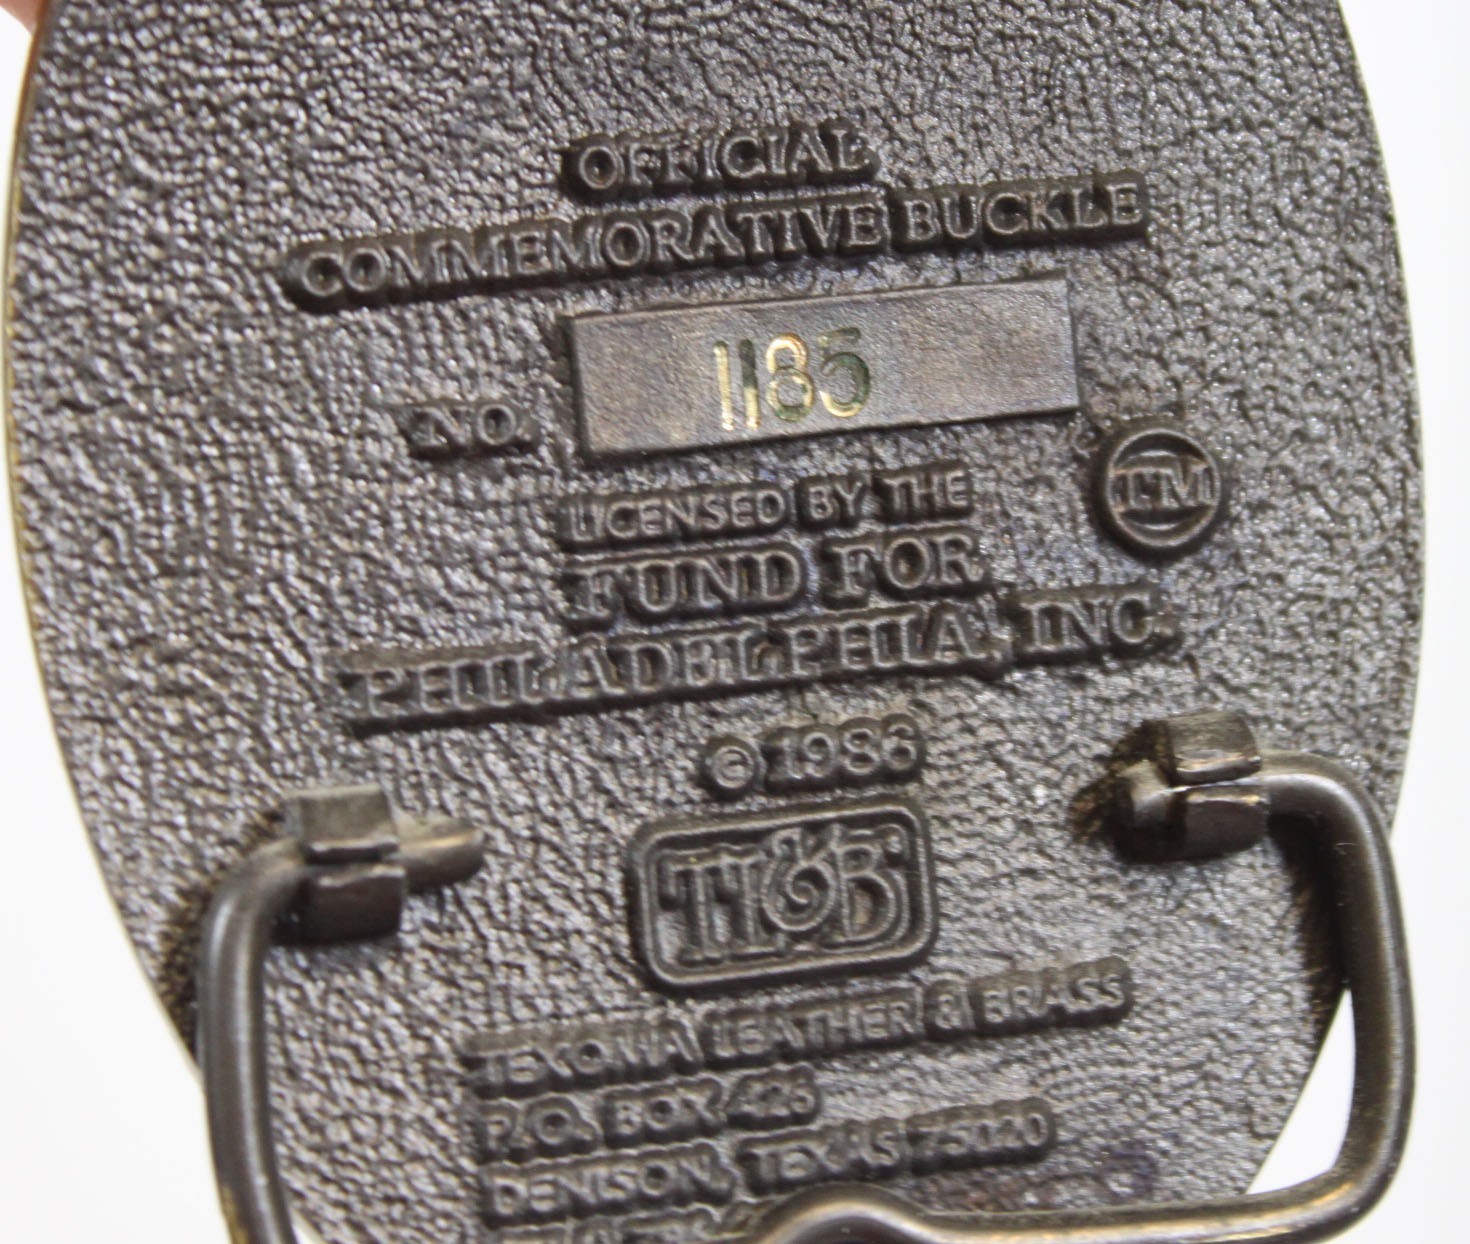 OFFICIAL
COMMEMORATIVE BUCKLE
NO. 1185
TM
LICENSED BY THE
FUND FOR
PHILADELPHIA, INC.
© 1986
TL&B
TEXOMA LEATHER & BRASS
P.O. BOX 426
DENISON, TEXAS 75020